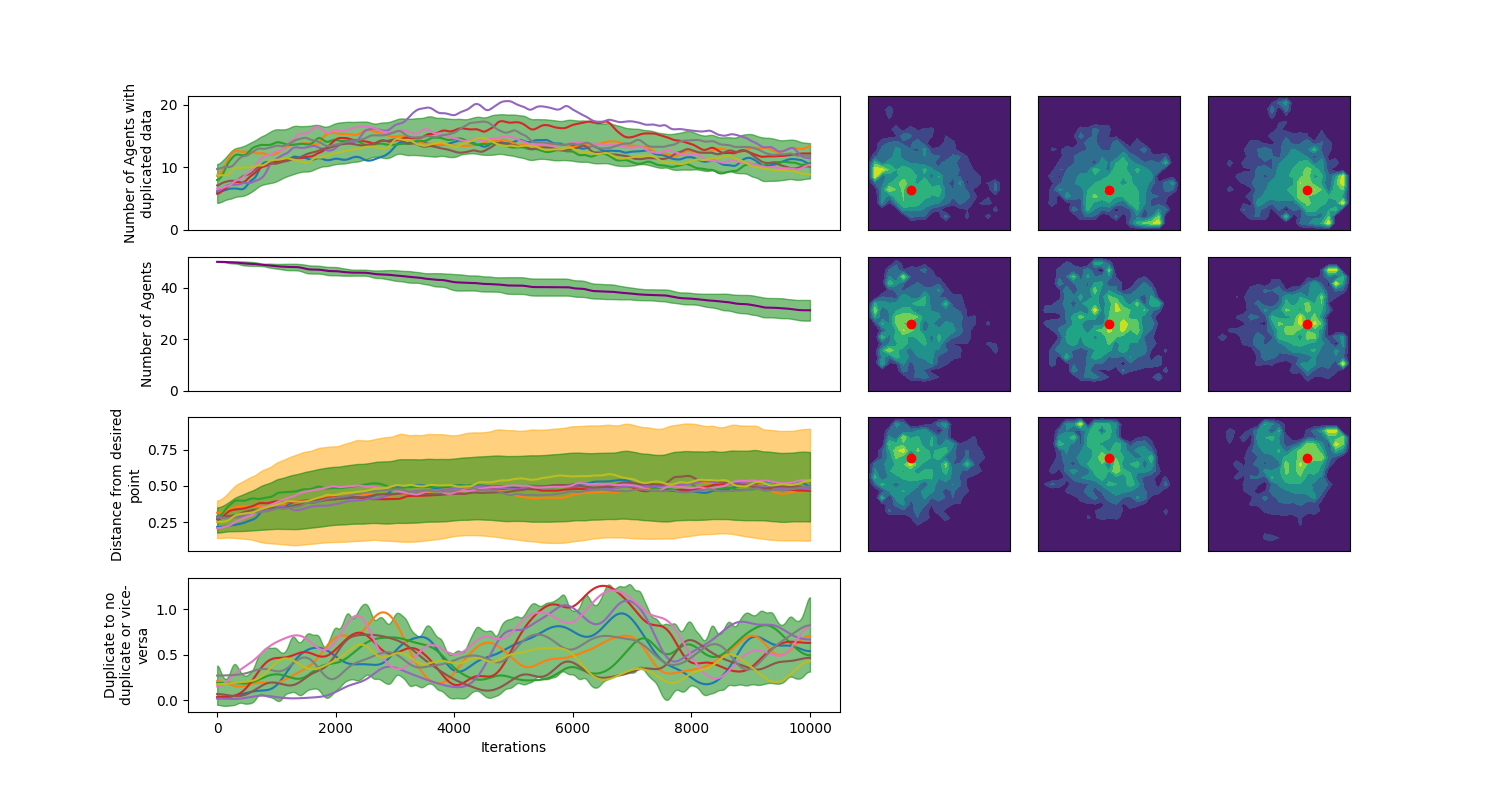 Number of Agents with
duplicated data
20
10
0
Number of Agents
40
20
0
Distance from desired
point
0.75
0.50
0.25
Duplicate to no
duplicate or vice-
versa
1.0
0.5
0.0
0 2000 4000 6000 8000 10000
Iterations